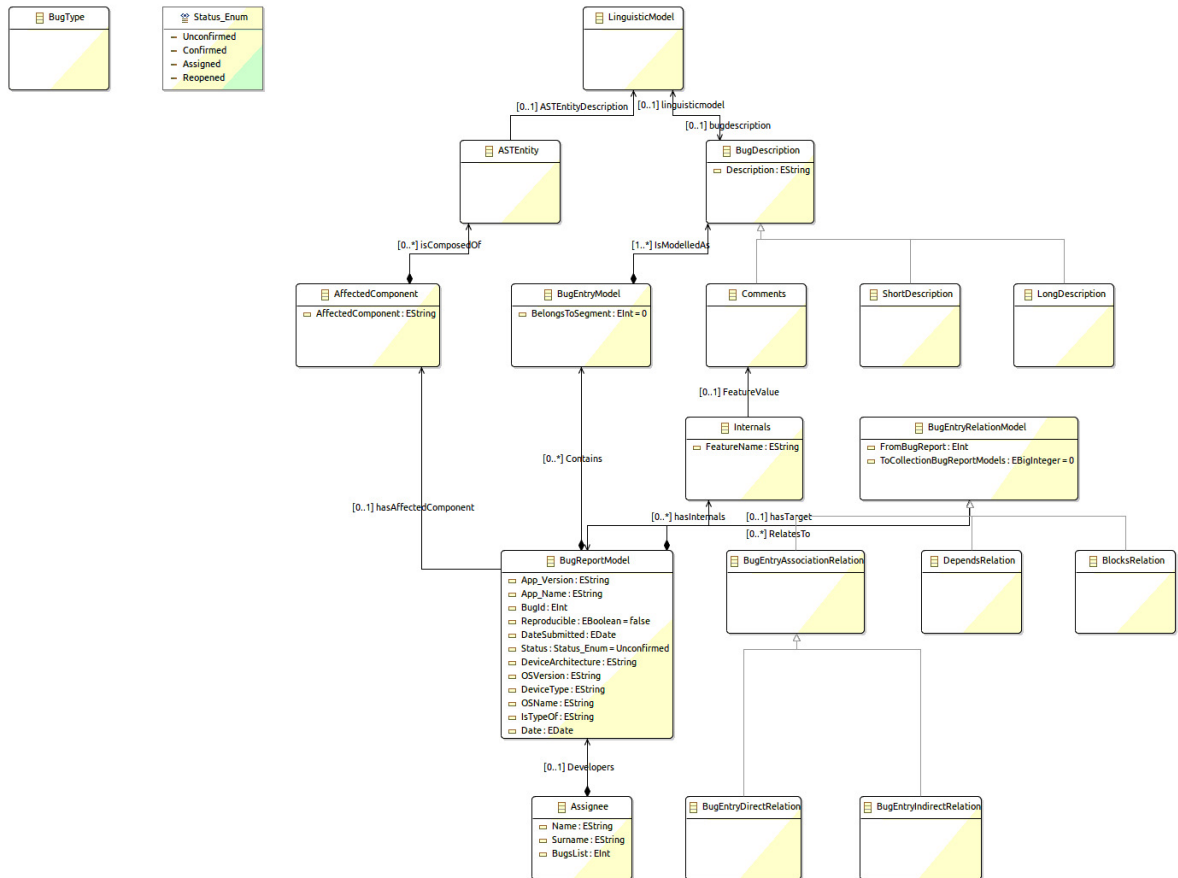 BugType
Status_Enum
Unconfirmed
Confirmed
Assigned
Reopened
LinguisticModel
[0..1] ASTEntityDescription
[0..1] linguisticmodel
[0..1] bugdescription
ASTEntity
BugDescription
Description : EString
[0..*] isComposedOf
[1..*] IsModelledAs
AffectedComponent
AffectedComponent : EString
BugEntryModel
BelongsToSegment : EInt = 0
Comments
ShortDescription
LongDescription
[0..1] FeatureValue
Internals
FeatureName : EString
BugEntryRelationModel
FromBugReport : EInt
ToCollectionBugReportModels : EBigInteger = 0
[0..*] Contains
[0..1] hasAffectedComponent
[0..*] hasInternals
[0..1] hasTarget
[0..*] RelatesTo
BugReportModel
App_Version : EString
App_Name : EString
BugId : EInt
Reproducible : EBoolean = false
DateSubmitted : EDate
Status : Status_Enum = Unconfirmed
DeviceArchitecture : EString
OSVersion : EString
DeviceType : EString
OSName : EString
IsTypeOf : EString
Date : EDate
BugEntryAssociationRelation
DependsRelation
BlocksRelation
[0..1] Developers
Assignee
Name : EString
Surname : EString
BugsList : EInt
BugEntryDirectRelation
BugEntryIndirectRelation